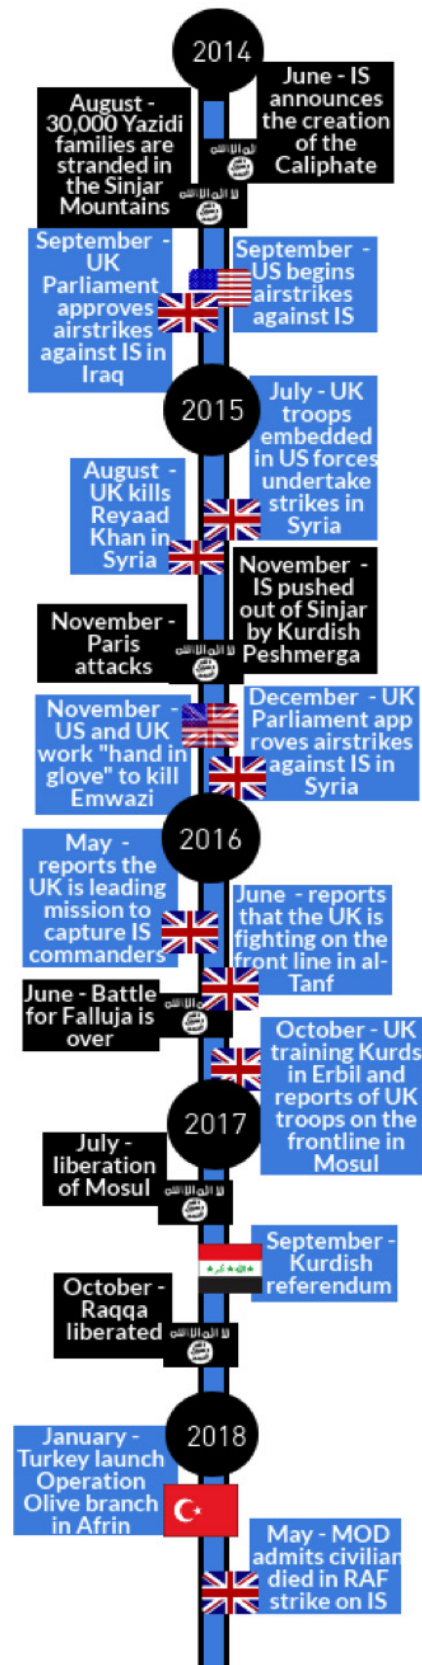 2014
June - IS
announces
the creation
of the
Caliphate
August -
30,000 Yazidi
families are
stranded in
the Sinjar
Mountains
September -
UK
Parliament
approves
airstrikes
against IS in
Iraq
September -
US begins
airstrikes
against IS
2015
July - UK
troops
embedded
in US forces
undertake
strikes in
Syria
August -
UK kills
Reyaad
Khan in
Syria
November -
IS pushed
out of Sinjar
by Kurdish
Peshmerga
November -
Paris
attacks
November -
US and UK
work "hand in
glove" to kill
Emwazi
December - UK
Parliament app
roves airstrikes
against IS in
Syria
2016
May -
reports the
UK is leading
mission to
capture IS
commanders
June - reports
that the UK is
fighting on the
front line in al-
Tanf
June - Battle
for Falluja is
over
October - UK
training Kurds
in Erbil and
reports of UK
troops on the
frontline in
Mosul
2017
July -
liberation
of Mosul
September -
Kurdish
referendum
October -
Raqqa
liberated
2018
January -
Turkey launch
Operation
Olive branch
in Afrin
May - MOD
admits civilian
died in RAF
strike on IS